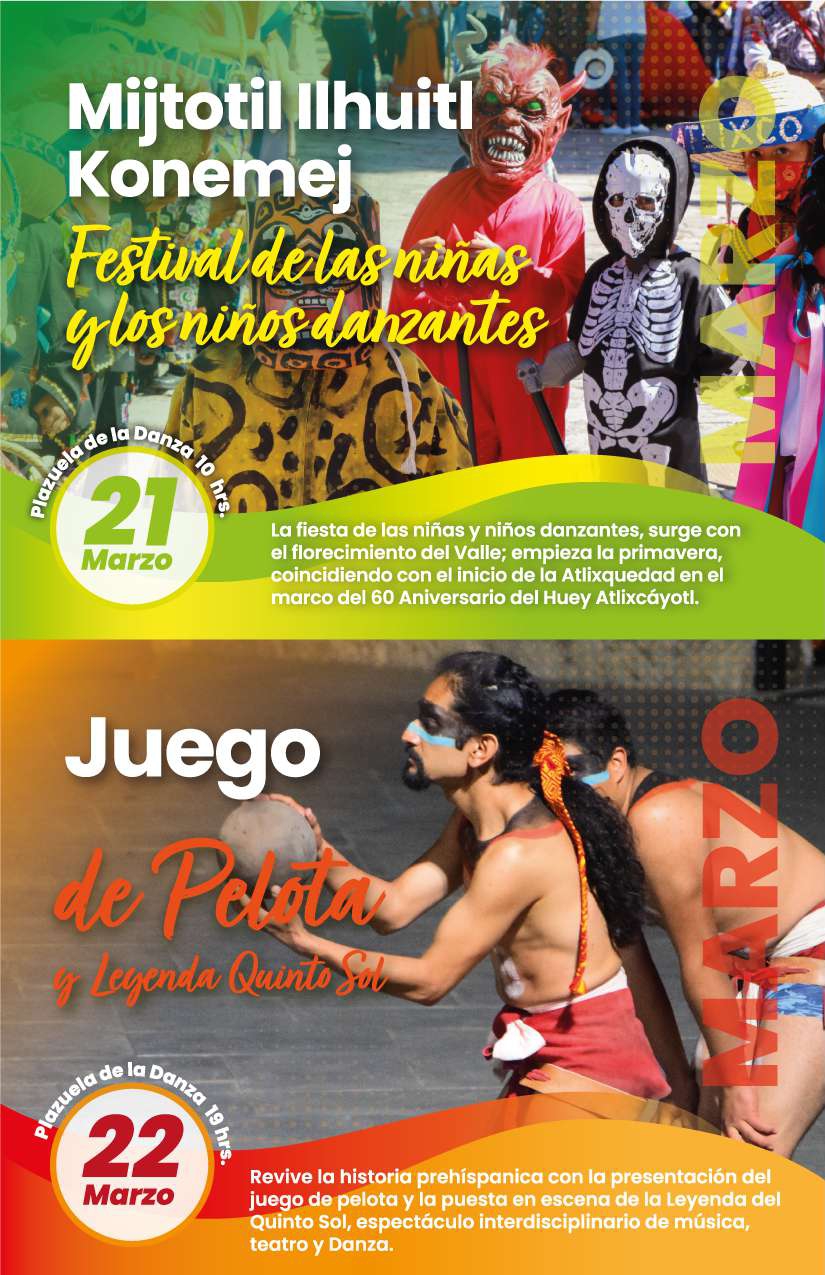 Mijtotil Ilhuitl
Konemej
Festival de las niñas
y los niños danzantes
MARZO
ATLIXCO
Plazuela de la Danza 10 hrs.
21
Marzo
La fiesta de las niñas y niños danzantes, surge con
el florecimiento del Valle; empieza la primavera,
coincidiendo con el inicio de la Atlixquedad en el
marco del 60 Aniversario del Huey Atlixcáyotl.
Juego
de Pelota
y Leyenda Quinto Sol
MARZO
Plazuela de la Danza 19 hrs.
22
Marzo
Revive la historia prehíspanica con la presentación del
juego de pelota y la puesta en escena de la Leyenda del
Quinto Sol, espectáculo interdisciplinario de música,
teatro y Danza.